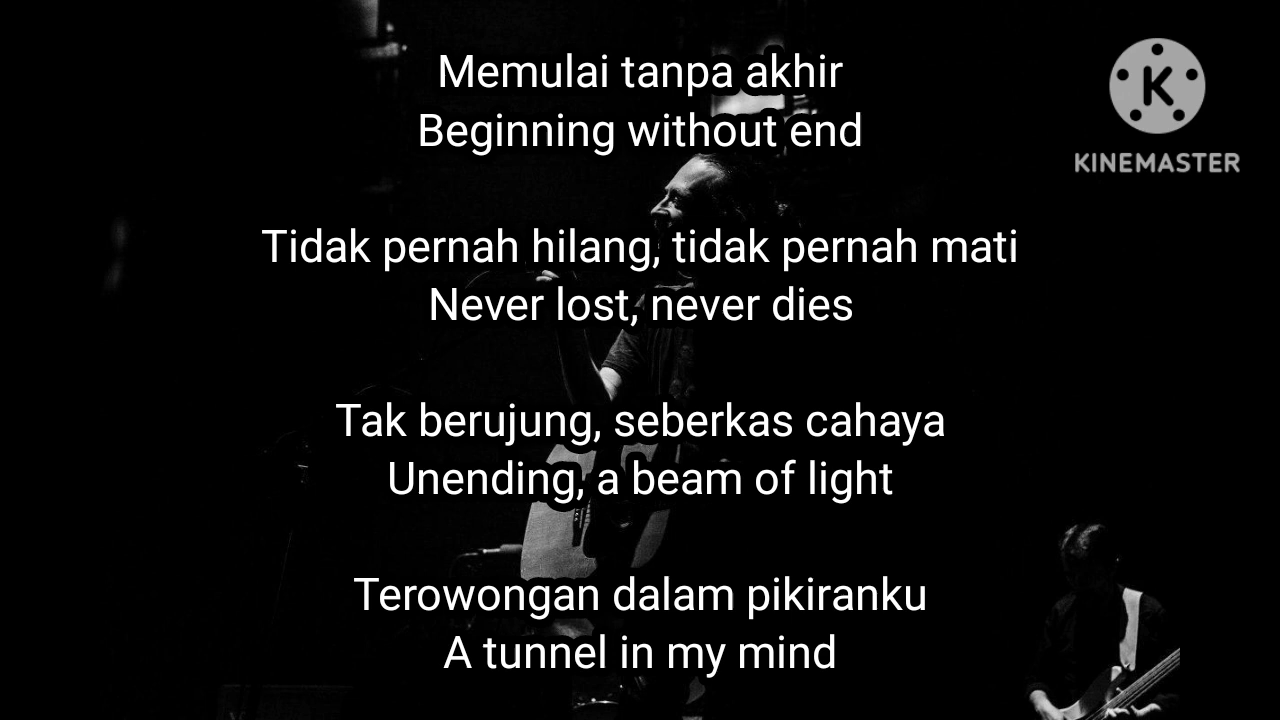 Memulai tanpa akhir
Beginning without end
Tidak pernah hilang, tidak pernah mati
Never lost, never dies
Tak berujung, seberkas cahaya
Unending, a beam of light
Terowongan dalam pikiranku
A tunnel in my mind
K
KINEMASTER